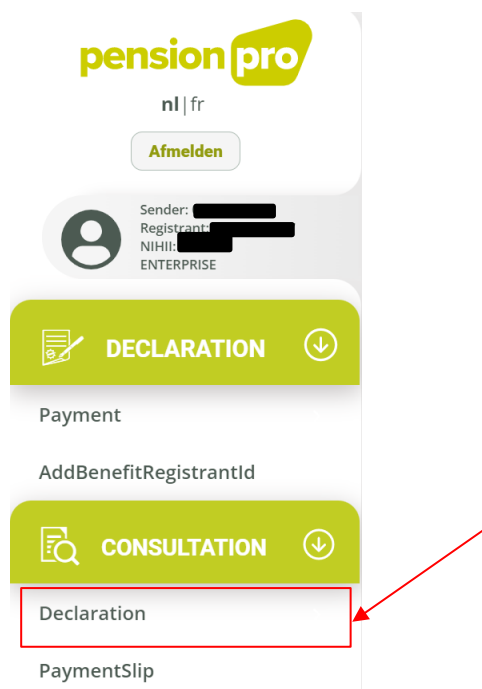 pension pro
nl|fr
Afmelden
Sender:
Registrant:
NIHII:
ENTERPRISE
DECLARATION
Payment
AddBenefitRegistrantId
CONSULTATION
Declaration
PaymentSlip